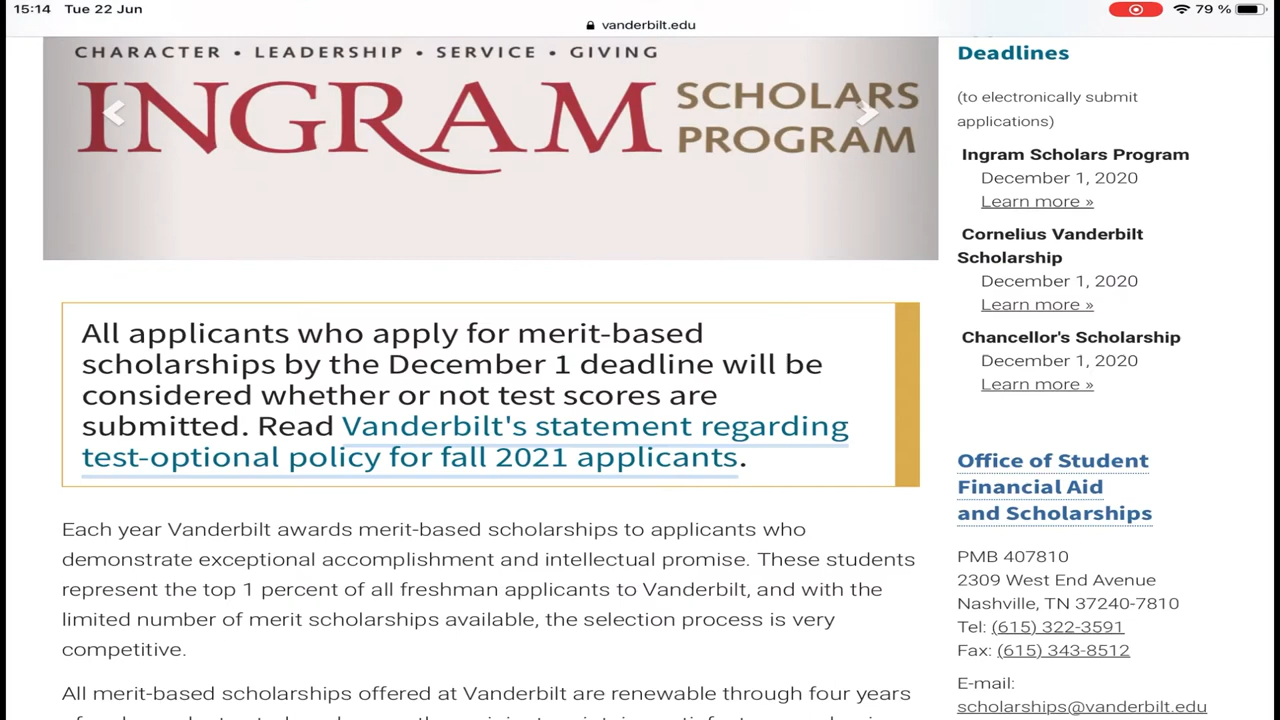 15:14 Tue 22 Jun
79 %
vanderbilt.edu
CHARACTER • LEADERSHIP • SERVICE • GIVING
INGRAM SCHOLARS PROGRAM
All applicants who apply for merit-based
scholarships by the December 1 deadline will be
considered whether or not test scores are
submitted. Read Vanderbilt's statement regarding
test-optional policy for fall 2021 applicants.
Each year Vanderbilt awards merit-based scholarships to applicants who
demonstrate exceptional accomplishment and intellectual promise. These students
represent the top 1 percent of all freshman applicants to Vanderbilt, and with the
limited number of merit scholarships available, the selection process is very
competitive.
All merit-based scholarships offered at Vanderbilt are renewable through four years
Deadlines
(to electronically submit
applications)
Ingram Scholars Program
December 1, 2020
Learn more »
Cornelius Vanderbilt
Scholarship
December 1, 2020
Learn more »
Chancellor's Scholarship
December 1, 2020
Learn more »
Office of Student
Financial Aid
and Scholarships
PMB 407810
2309 West End Avenue
Nashville, TN 37240-7810
Tel: (615) 322-3591
Fax: (615) 343-8512
E-mail:
scholarships@vanderbilt.edu